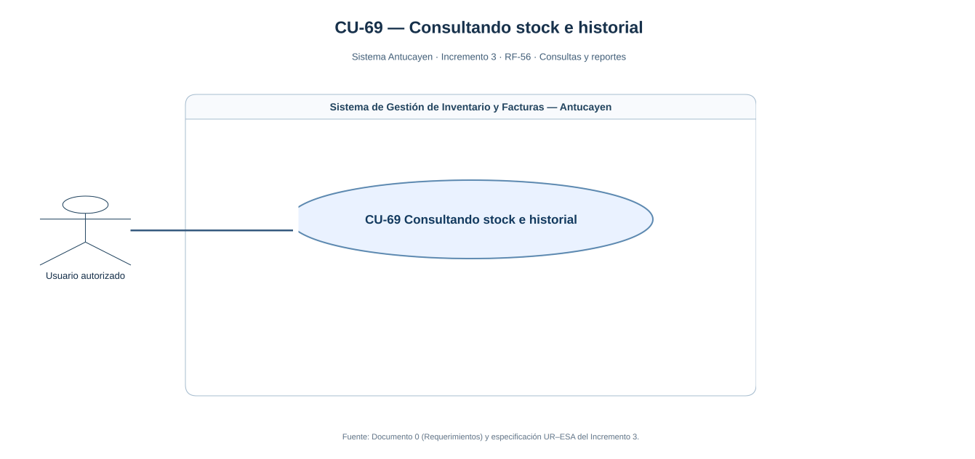 CU-69 — Consultando stock e historial
Sistema Antucayen · Incremento 3 · RF-56 · Consultas y reportes
Sistema de Gestión de Inventario y Facturas — Antucayen
CU-69 Consultando stock e historial
Usuario autorizado
Fuente: Documento 0 (Requerimientos) y especificación UR–ESA del Incremento 3.